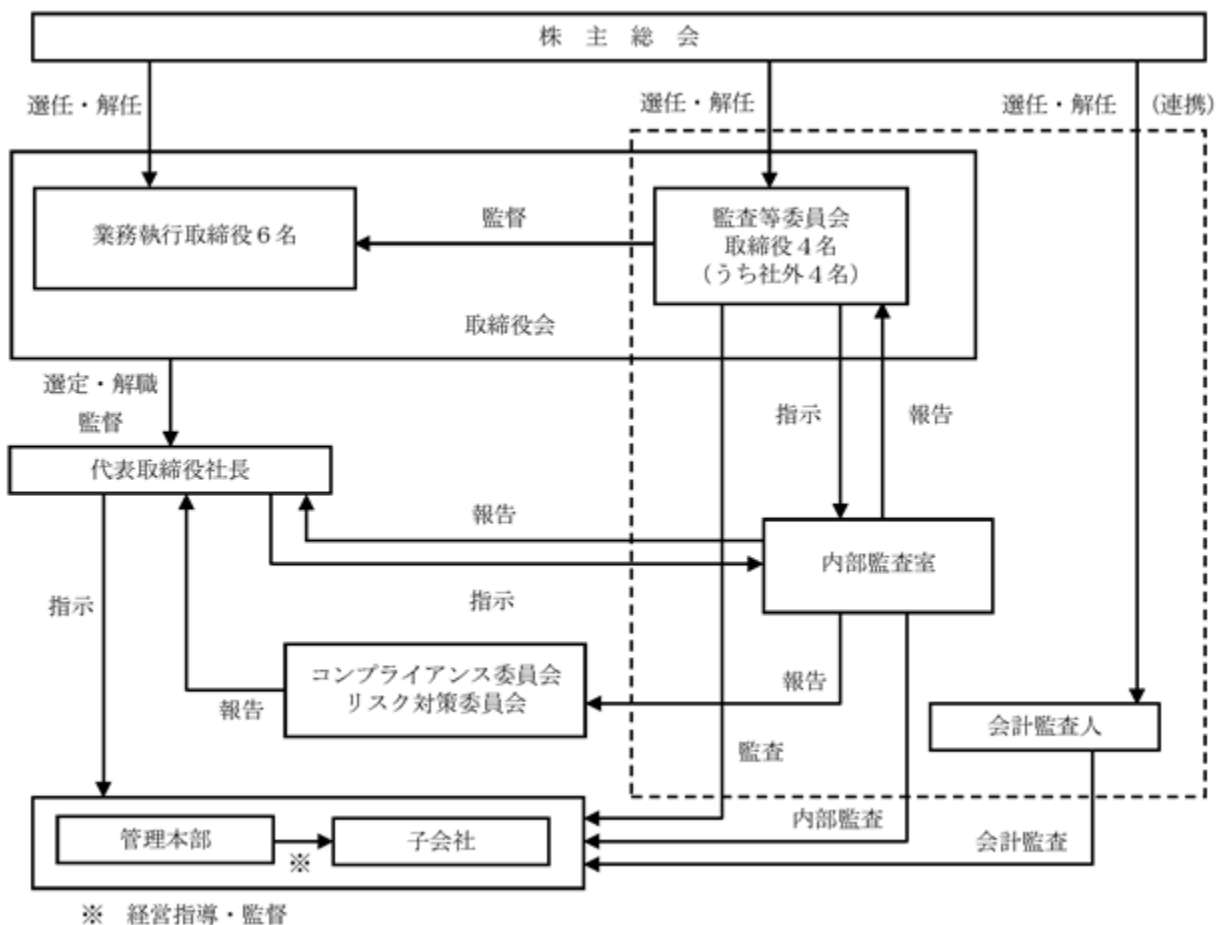 株 主 総 会
選任・解任
選任・解任
選任・解任
(連携)
業務執行取締役6名
監督
監査等委員会
取締役4名
(うち社外4名)
取締役会
選定・解職
監督
指示
報告
代表取締役社長
報告
内部監査室
指示
指示
コンプライアンス委員会
リスク対策委員会
報告
報告
会計監査人
監査
内部監査
会計監査
管理本部
※
子会社
※ 経営指導・監督